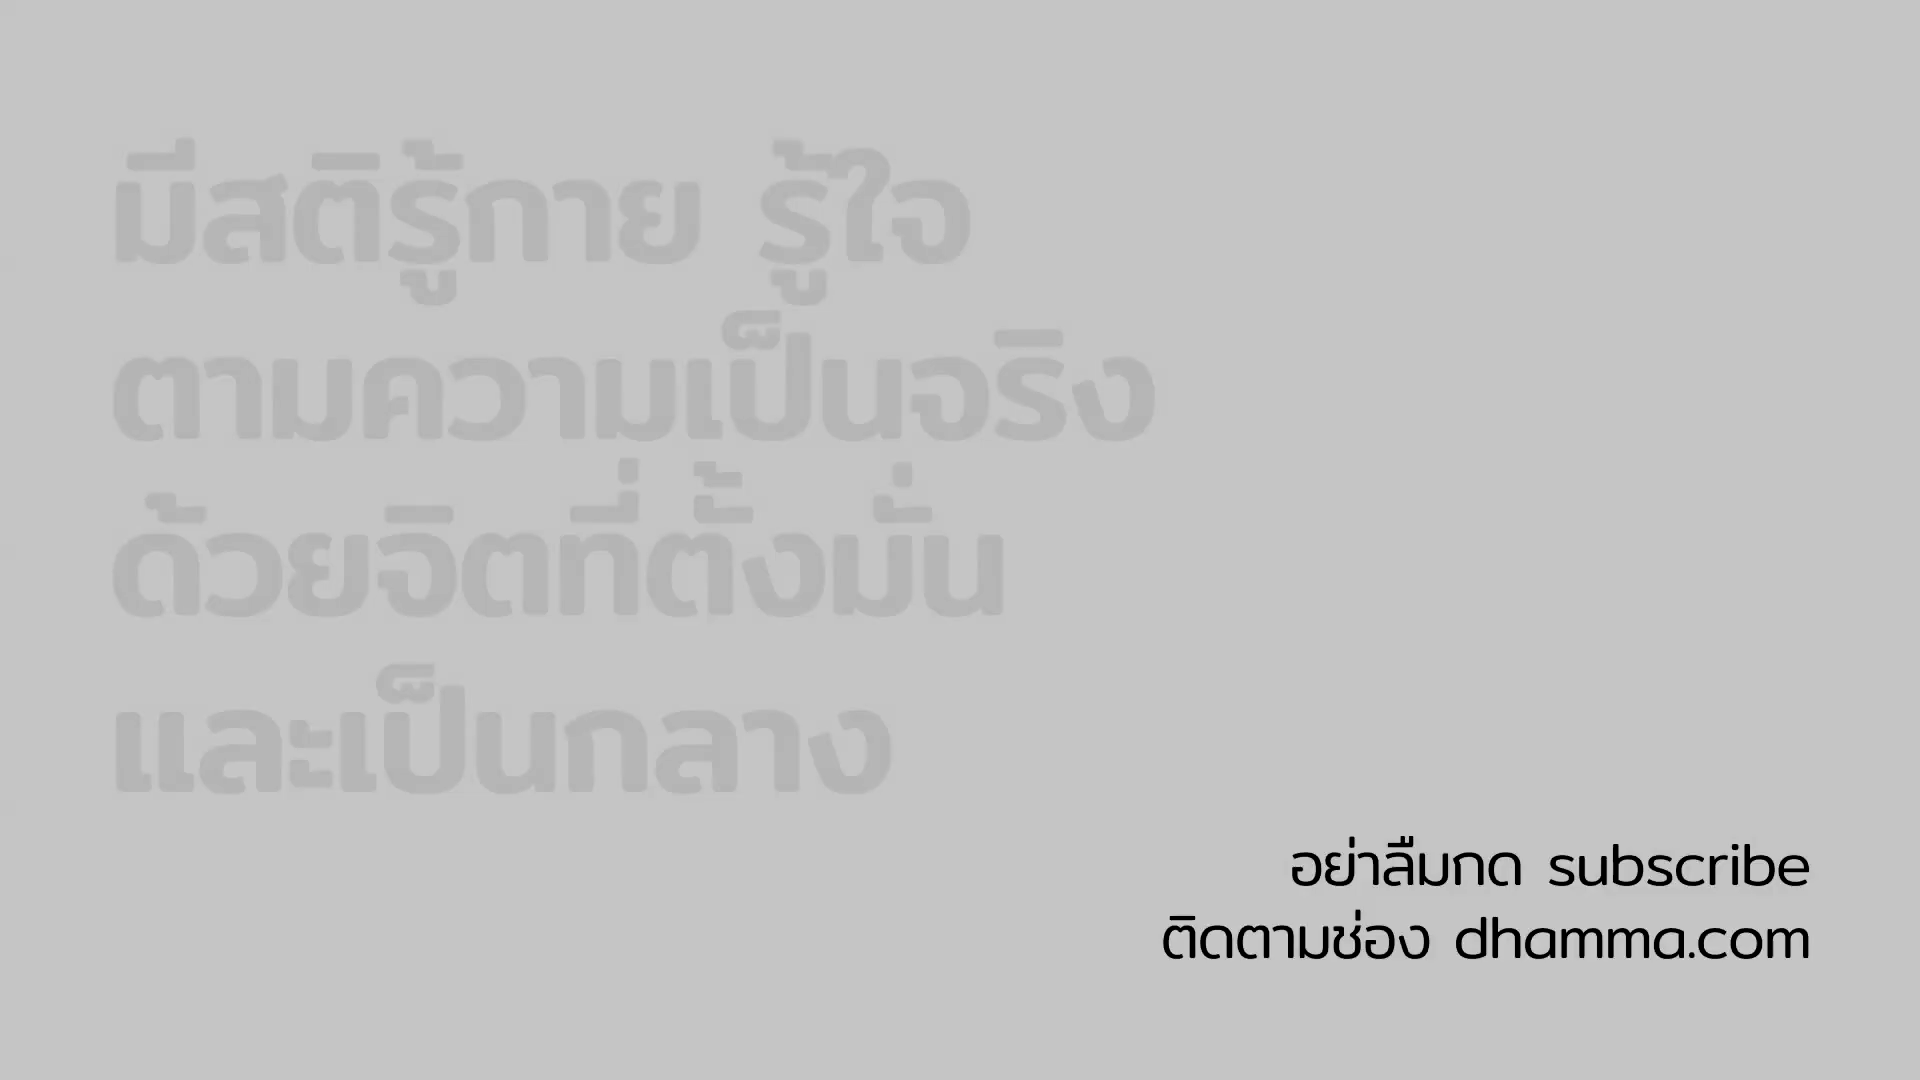 มีสติรู้กาย รู้ใจ
ตามความเป็นจริง
ด้วยจิตที่ตั้งมั่น
และเป็นกลาง
อย่าลืมกด subscribe
ติดตามช่อง dhamma.com